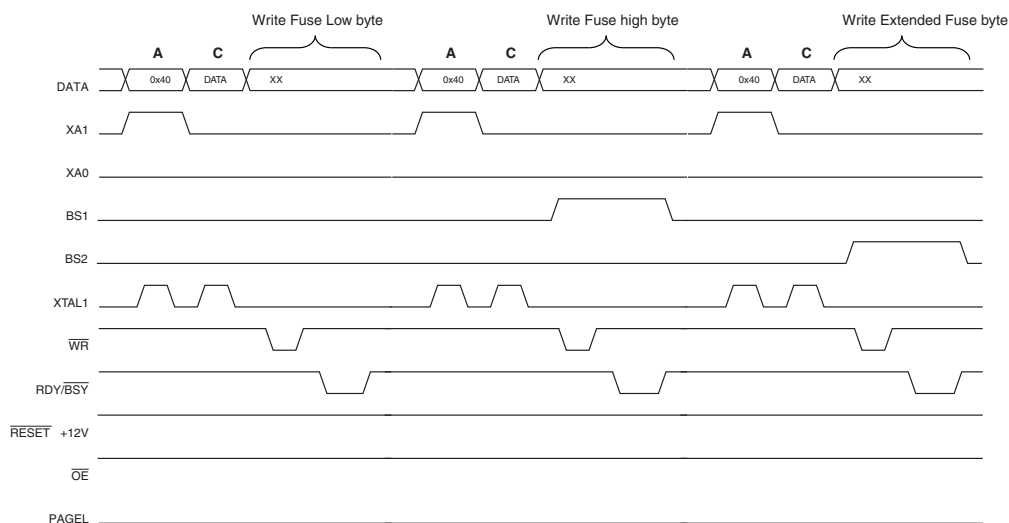 Write Fuse Low byte Write Fuse high byte Write Extended Fuse byte
A C A C A C
DATA 0x40 DATA XX 0x40 DATA XX 0x40 DATA XX
XA1
XA0
BS1
BS2
XTAL1
WR
RDY/BSY
RESET +12V
OE
PAGEL